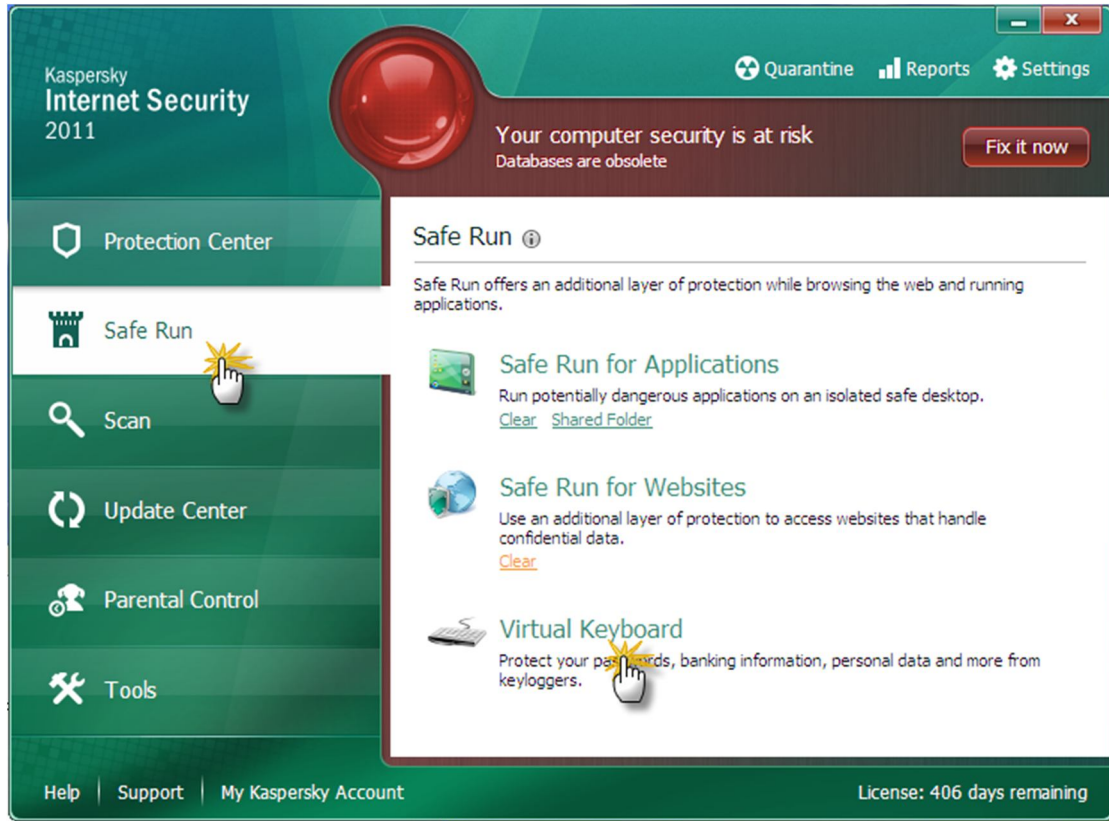 Kaspersky
Internet Security
2011
Quarantine
Reports
Settings
Your computer security is at risk
Databases are obsolete
Fix it now
Protection Center
Safe Run
Scan
Update Center
Parental Control
Tools
Safe Run
Safe Run offers an additional layer of protection while browsing the web and running
applications.
Safe Run for Applications
Run potentially dangerous applications on an isolated safe desktop.
Clear Shared Folder
Safe Run for Websites
Use an additional layer of protection to access websites that handle
confidential data.
Clear
Virtual Keyboard
Protect your passwords, banking information, personal data and more from
keyloggers.
Help
Support
My Kaspersky Account
License: 406 days remaining